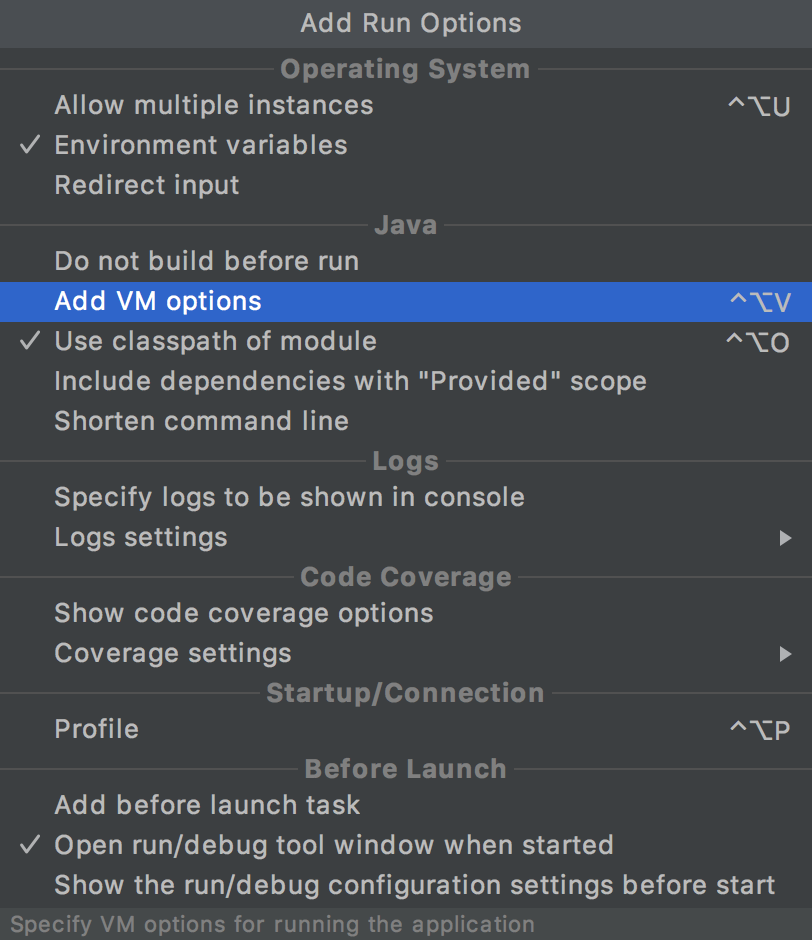 Add Run Options
Operating System
Allow multiple instances ^⌥U
✓ Environment variables
Redirect input
Java
Do not build before run
Add VM options ^⌥V
✓ Use classpath of module ^⌥O
Include dependencies with "Provided" scope
Shorten command line
Logs
Specify logs to be shown in console
Logs settings ▶
Code Coverage
Show code coverage options
Coverage settings ▶
Startup/Connection
Profile ^⌥P
Before Launch
Add before launch task
✓ Open run/debug tool window when started
Show the run/debug configuration settings before start
Specify VM options for running the application